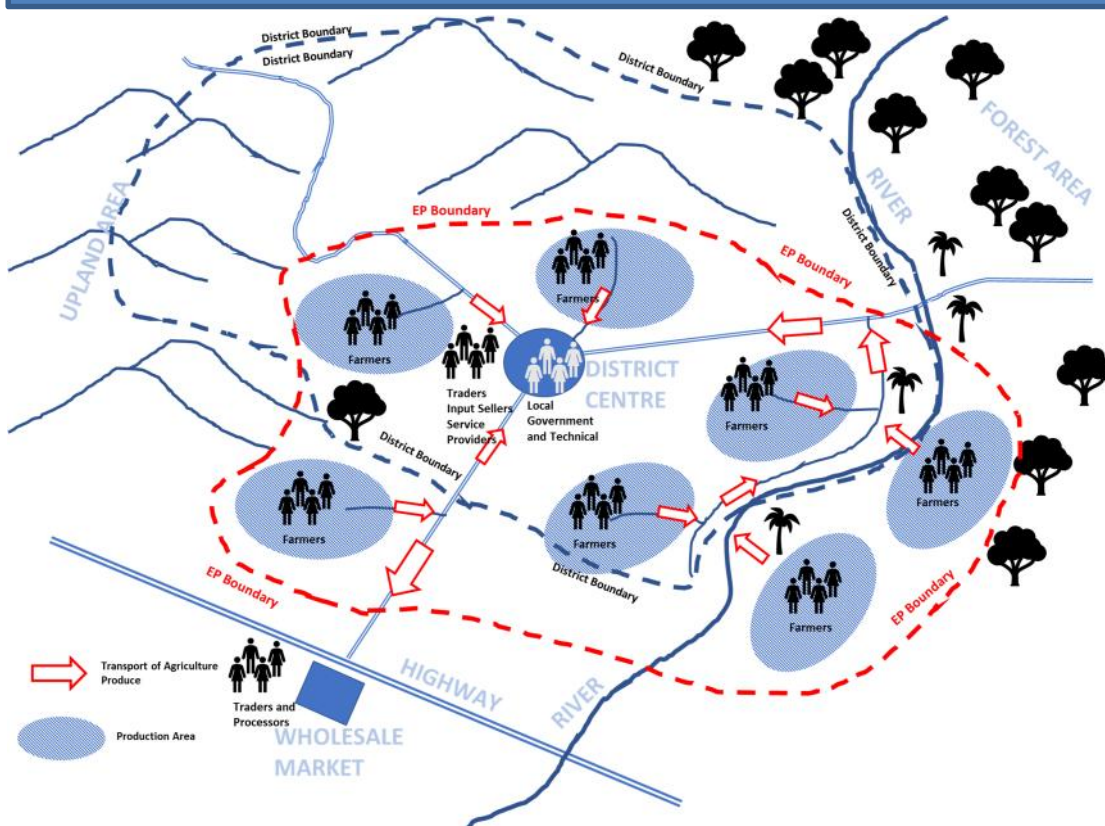 District Boundary
District Boundary
District Boundary
FOREST AREA
RIVER
UPLAND AREA
District Boundary
EP Boundary
EP Boundary
Farmers
Farmers
Traders
Input Sellers
Service
Providers
DISTRICT
CENTRE
Local
Government
and Technical
Farmers
District Boundary
Farmers
Farmers
Farmers
Farmers
District Boundary
EP Boundary
EP Boundary
Transport of Agriculture
Produce
Traders and
Processors
HIGHWAY
RIVER
Production Area
WHOLESALE
MARKET